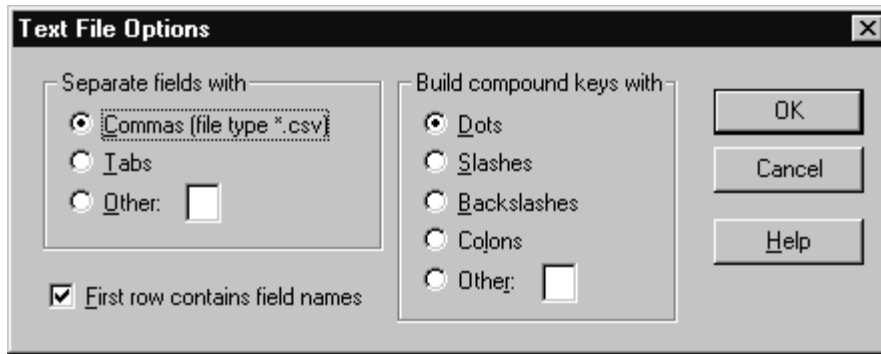 Text File Options
Separate fields with
Commas (file type *.csv)
Tabs
Other:
First row contains field names
Build compound keys with
Dots
Slashes
Backslashes
Colons
Other:
OK
Cancel
Help